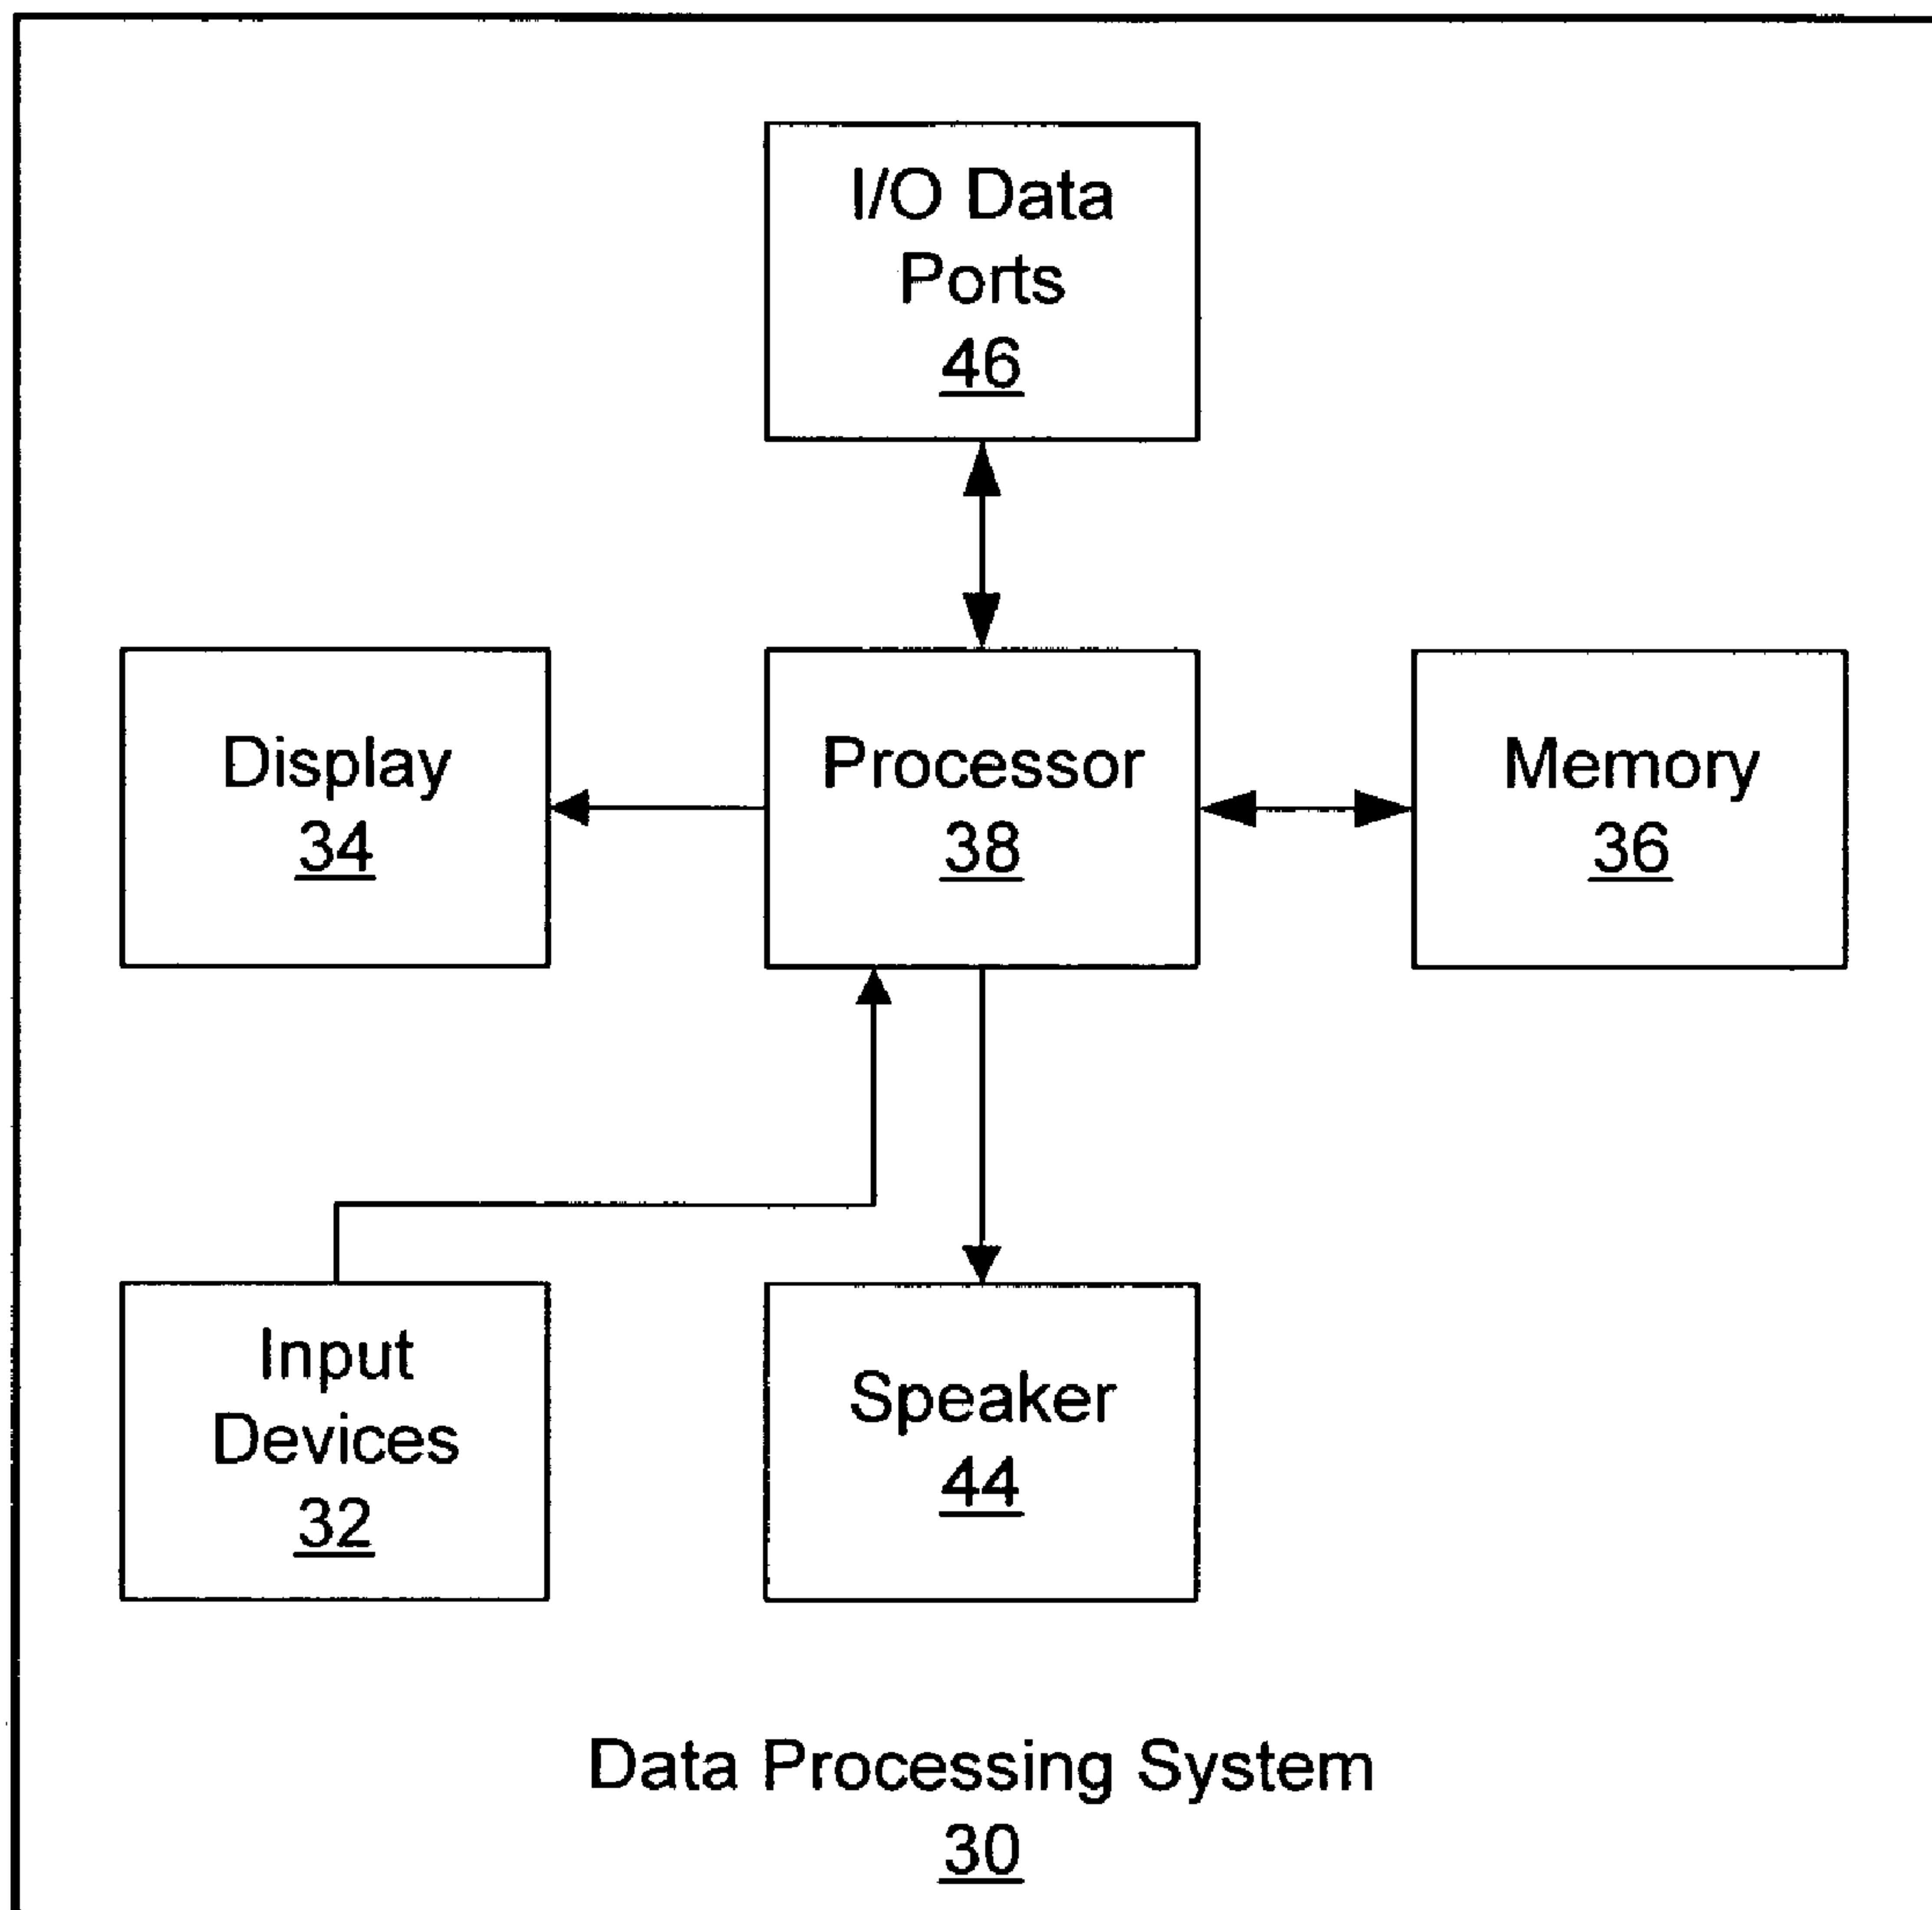 I/O Data
Ports
46
Display
34
Processor
38
Memory
36
Input
Devices
32
Speaker
44
Data Processing System
30